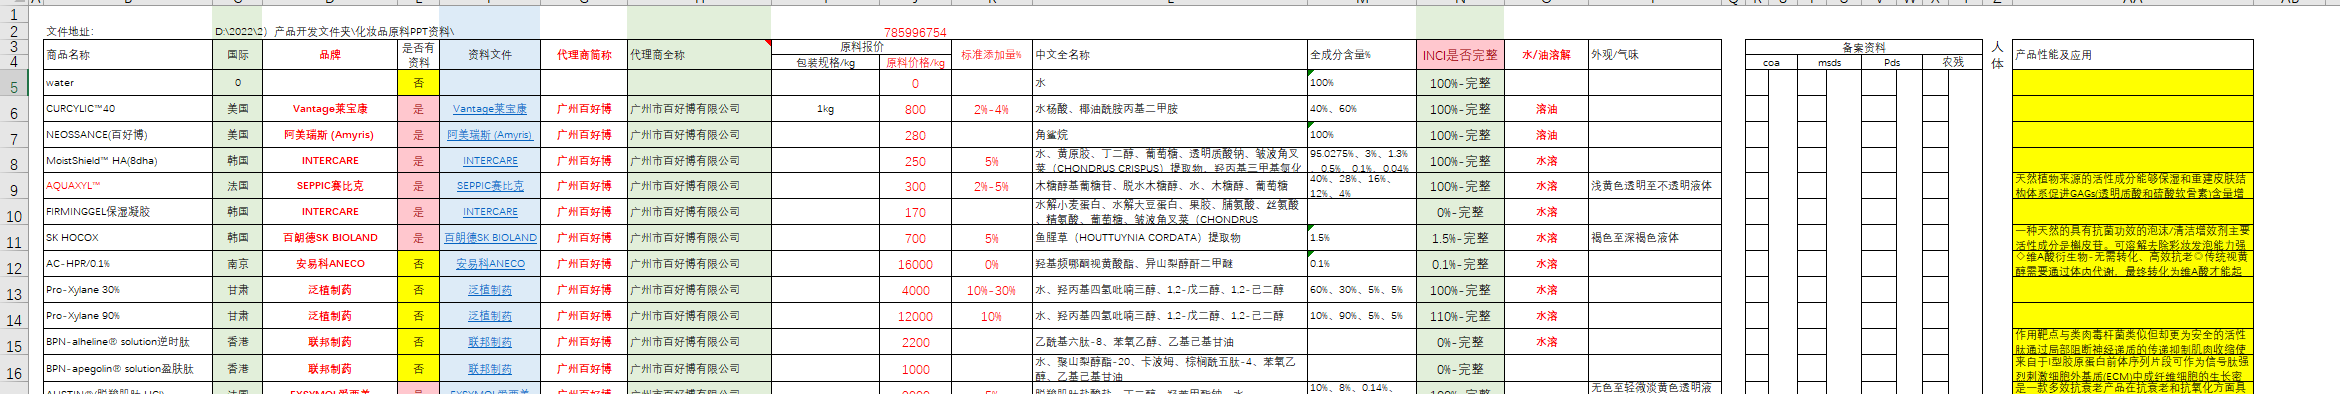 1
2 文件地址: D:\2022\2）产品开发文件夹\化妆品原料PPT资料\ 785996754
3 商品名称 国际 品牌 是否有资料 资料文件 代理商简称 代理商全称 原料报价 标准添加量% 中文全名称 全成分含量% INCI是否完整 水/油溶解 外观/气味 备案资料 人体 产品性能及应用
4 包装规格/kg 原料价格/kg coa msds Pds 农残
5 water 0 否 0 水 100% 100%-完整
6 CURCYLIC™40 美国 Vantage莱宝康 是 Vantage莱宝康 广州百好博 广州市百好博有限公司 1kg 800 2%-4% 水杨酸、椰油酰胺丙基二甲胺 40%、60% 100%-完整 溶油
7 NEOSSANCE(百好博) 美国 阿美瑞斯 (Amyris) 是 阿美瑞斯 (Amyris) 广州百好博 广州市百好博有限公司 280 角鲨烷 100% 100%-完整 溶油
8 MoistShield™ HA(8dha) 韩国 INTERCARE 是 INTERCARE 广州百好博 广州市百好博有限公司 250 5% 水、黄原胶、丁二醇、葡萄糖、透明质酸钠、皱波角叉菜（CHONDRUS CRISPUS）提取物、羟丙基三甲基氯化 95.0275%、3%、1.3%、0.5%、0.1%、0.04% 100%-完整 水溶
9 AQUAXYL™ 法国 SEPPIC赛比克 是 SEPPIC赛比克 广州百好博 广州市百好博有限公司 300 2%-5% 木糖醇基葡糖苷、脱水木糖醇、水、木糖醇、葡萄糖 40%、28%、16%、12%、4% 100%-完整 水溶 浅黄色透明至不透明液体 天然植物来源的活性成分能够保湿和重建皮肤结构体系促进GAGs(透明质酸和硫酸软骨素)含量增
10 FIRMINGGEL保湿凝胶 韩国 INTERCARE 是 INTERCARE 广州百好博 广州市百好博有限公司 170 水解小麦蛋白、水解大豆蛋白、果胶、脯氨酸、丝氨酸、精氨酸、葡萄糖、皱波角叉菜（CHONDRUS 0%-完整 水溶
11 SK HOCOX 韩国 百朗德SK BIOLAND 是 百朗德SK BIOLAND 广州百好博 广州市百好博有限公司 700 5% 鱼腥草（HOUTTUYNIA CORDATA）提取物 1.5% 1.5%-完整 水溶 褐色至深褐色液体 一种天然的具有抗菌功效的泡沫/清洁增效剂主要活性成分是槲皮苷。可溶解去除彩妆发泡能力强
12 AC-HPR/0.1% 南京 安易科ANECO 否 安易科ANECO 广州百好博 广州市百好博有限公司 16000 0% 羟基频哪酮视黄酸酯、异山梨醇酐二甲醚 0.1% 0.1%-完整 水溶 ◇维A酸衍生物-无需转化、高效抗老◎传统视黄醇需要通过体内代谢，最终转化为维A酸才能起
13 Pro-Xylane 30% 甘肃 泛植制药 否 泛植制药 广州百好博 广州市百好博有限公司 4000 10%-30% 水、羟丙基四氢吡喃三醇、1,2-戊二醇、1,2-己二醇 60%、30%、5%、5% 100%-完整 水溶
14 Pro-Xylane 90% 甘肃 泛植制药 否 泛植制药 广州百好博 广州市百好博有限公司 12000 10% 水、羟丙基四氢吡喃三醇、1,2-戊二醇、1,2-己二醇 10%、90%、5%、5% 110%-完整 水溶
15 BPN-alheline® solution逆时肽 香港 联邦制药 否 联邦制药 广州百好博 广州市百好博有限公司 2200 乙酰基六肽-8、苯氧乙醇、乙基己基甘油 0%-完整 水溶 作用靶点与类肉毒杆菌类似但却更为安全的活性肽通过局部阻断神经递质的传递抑制肌肉收缩使
16 BPN-apegolin® solution盈肤肽 香港 联邦制药 否 联邦制药 广州百好博 广州市百好博有限公司 1000 水、聚山梨醇酯-20、卡波姆、棕榈酰五肽-4、苯氧乙醇、乙基己基甘油 0%-完整 来自于I型胶原蛋白前体序列片段可作为信号肽强烈刺激细胞外基质(ECM)中成纤维细胞的生长密
广州百好博 广州市百好博有限公司 10%、8%、0.14%、 无色至轻微淡黄色透明液 是一款多效抗衰老产品在抗衰老和抗氧化方面具